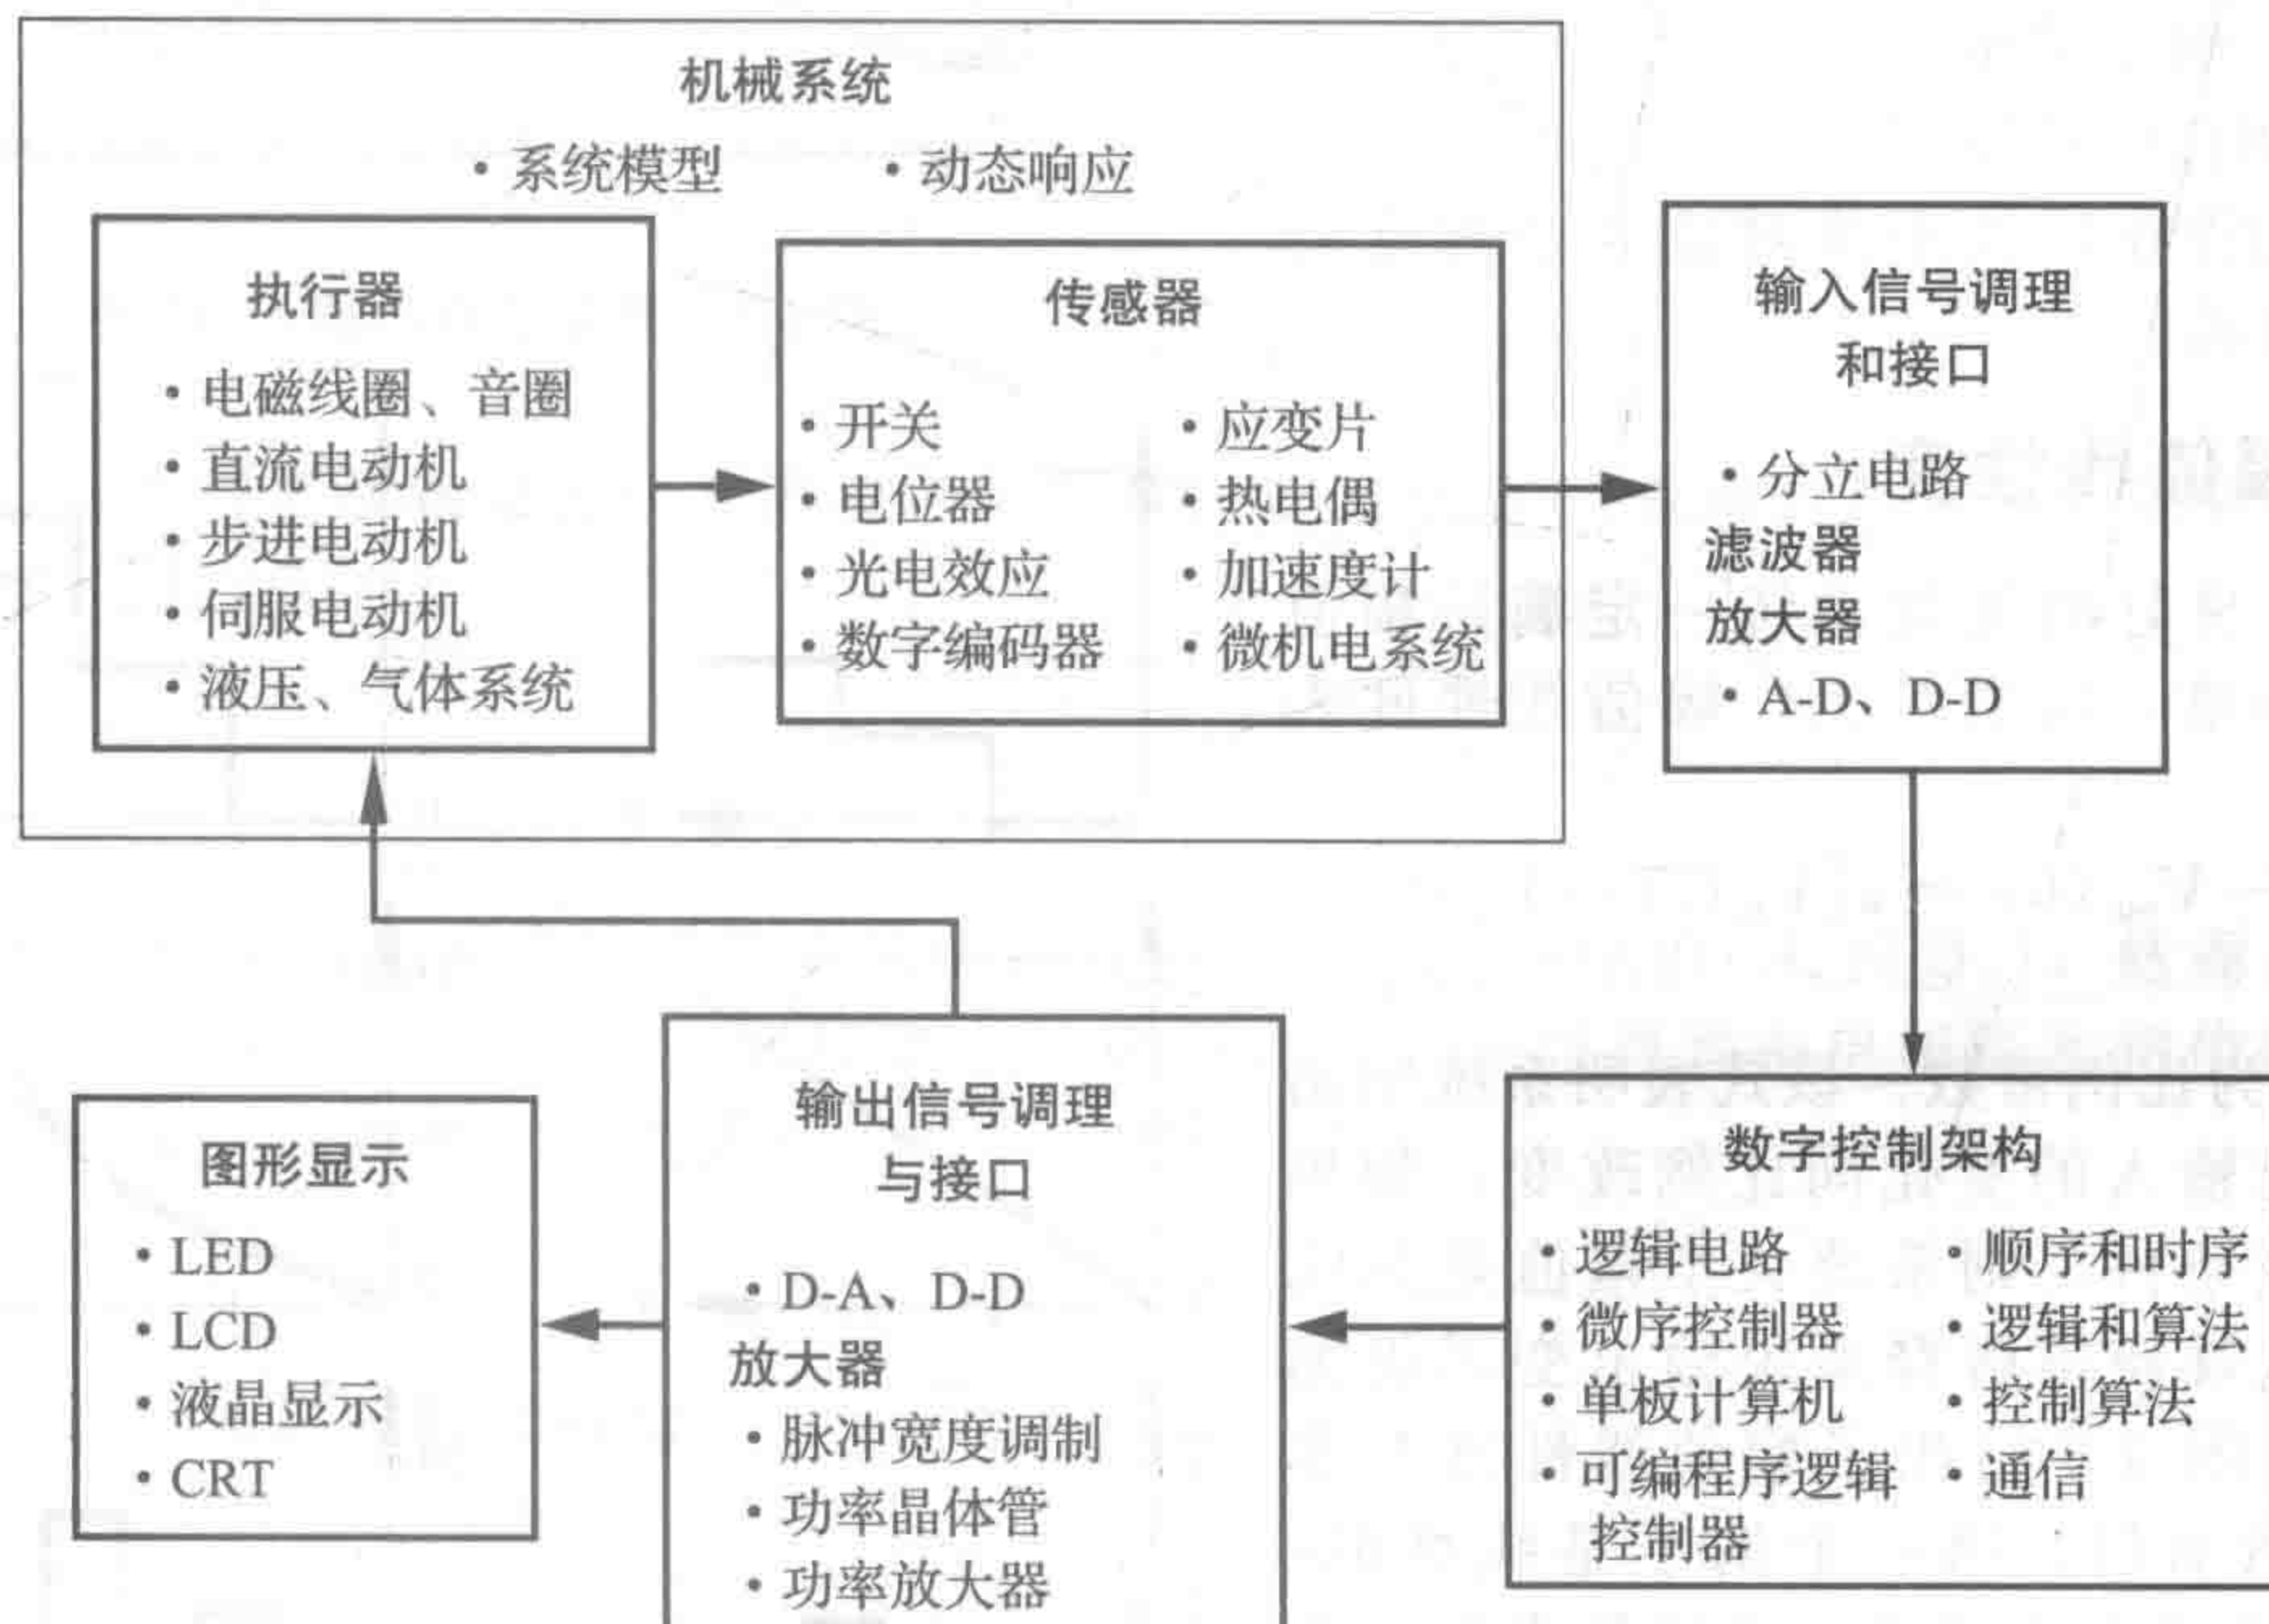 机械系统
・系统模型 ・动态响应
执行器
・电磁线圈、音圈
・直流电动机
・步进电动机
・伺服电动机
・液压、气体系统
传感器
・开关 ・应变片
・电位器 ・热电偶
・光电效应 ・加速度计
・数字编码器 ・微机电系统
输入信号调理
和接口
・分立电路
滤波器
放大器
・A-D、D-D
图形显示
・LED
・LCD
・液晶显示
・CRT
输出信号调理
与接口
・D-A、D-D
放大器
・脉冲宽度调制
・功率晶体管
・功率放大器
数字控制架构
・逻辑电路 ・顺序和时序
・微序控制器 ・逻辑和算法
・单板计算机 ・控制算法
・可编程序逻辑 ・通信
控制器